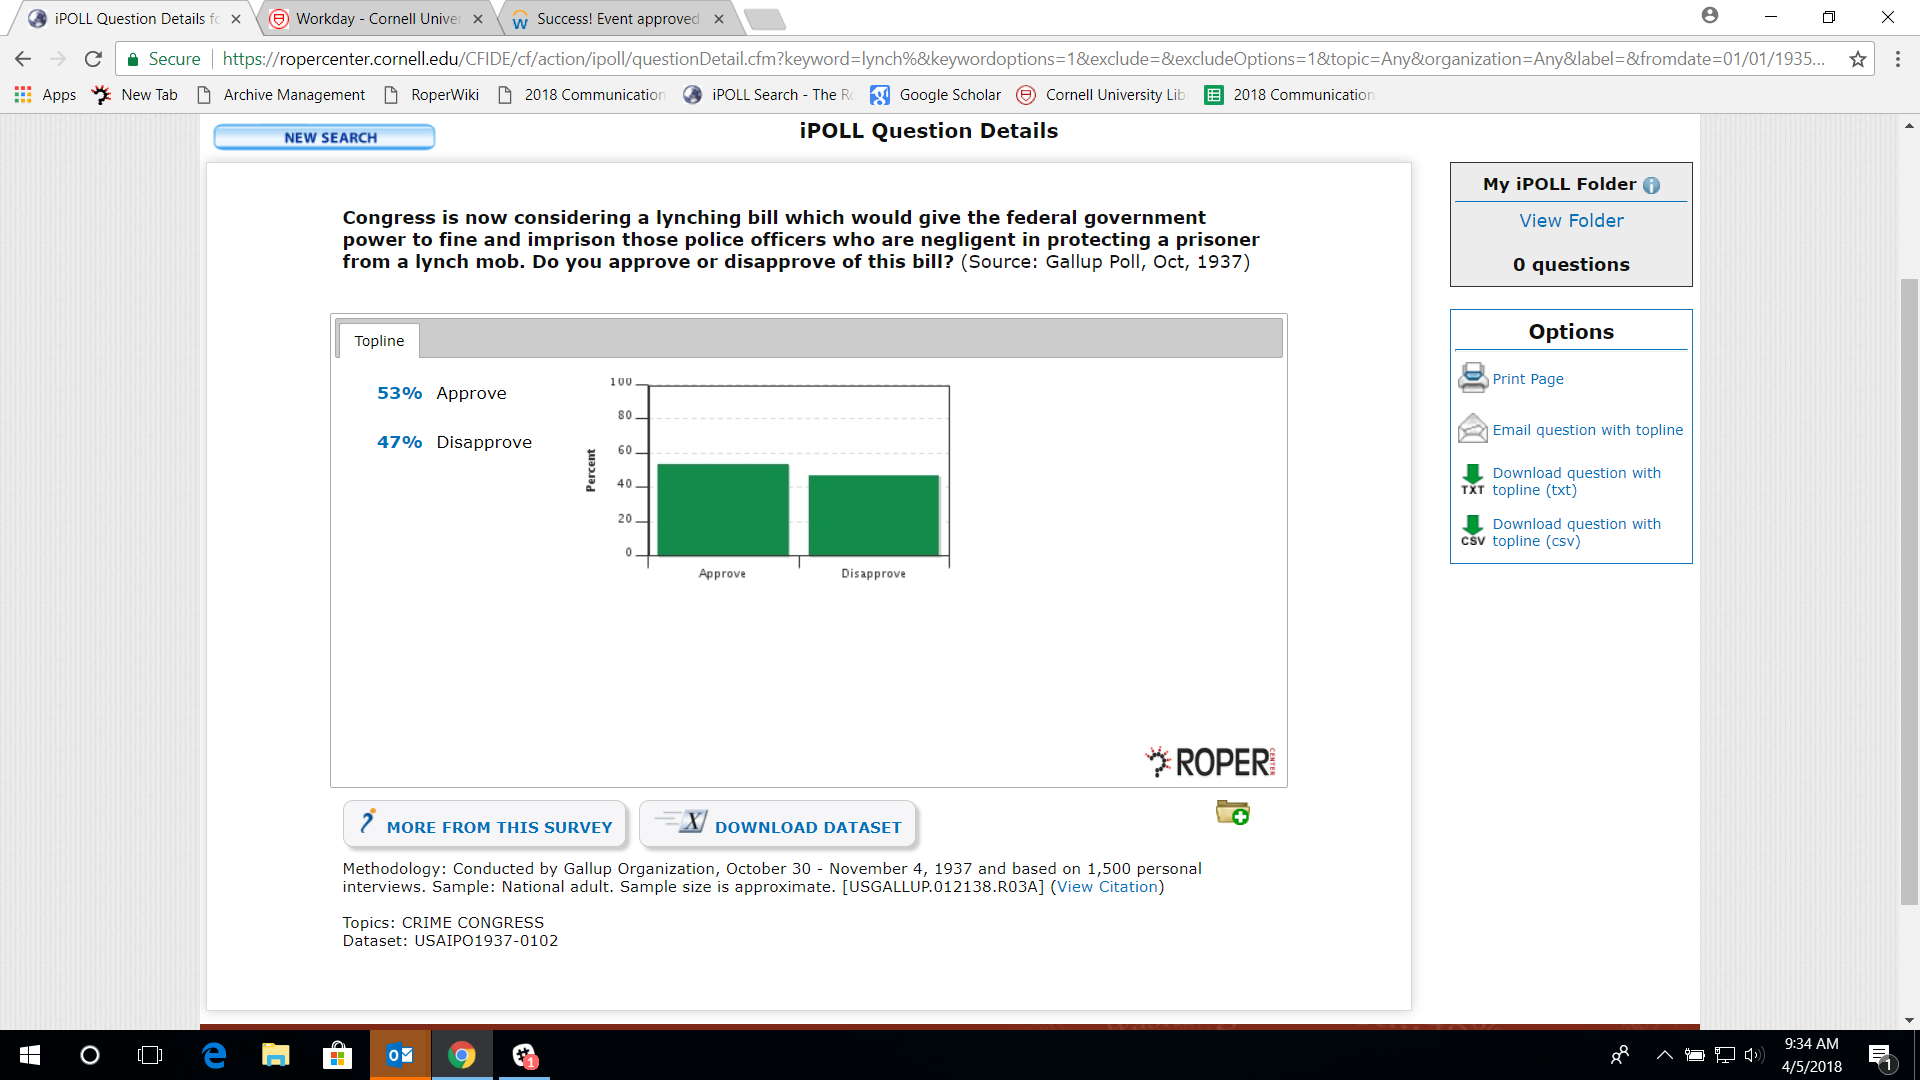 iPOLL Question Details fo
Workday - Cornell Univer
Success! Event approved
Secure
https://ropercenter.cornell.edu/CFIDE/cf/action/ipoll/questionDetail.cfm?keyword=lynch%&keywordoptions=1&exclude=&excludeOptions=1&topic=Any&organization=Any&label=&fromdate=01/01/1935...
Apps
New Tab
Archive Management
RoperWiki
2018 Communication
iPOLL Search - The Ro
Google Scholar
Cornell University Lib
2018 Communication
NEW SEARCH
iPOLL Question Details
Congress is now considering a lynching bill which would give the federal government
power to fine and imprison those police officers who are negligent in protecting a prisoner
from a lynch mob. Do you approve or disapprove of this bill? (Source: Gallup Poll, Oct, 1937)
Topline
53% Approve
47% Disapprove
100
80
60
40
20
0
Percent
Approve
Disapprove
ROPER CENTER
MORE FROM THIS SURVEY
DOWNLOAD DATASET
Methodology: Conducted by Gallup Organization, October 30 - November 4, 1937 and based on 1,500 personal
interviews. Sample: National adult. Sample size is approximate. [USGALLUP.012138.R03A] (View Citation)
Topics: CRIME CONGRESS
Dataset: USAIPO1937-0102
My iPOLL Folder
View Folder
0 questions
Options
Print Page
Email question with topline
TXT
Download question with
topline (txt)
CSV
Download question with
topline (csv)
9:34 AM
4/5/2018
1
1